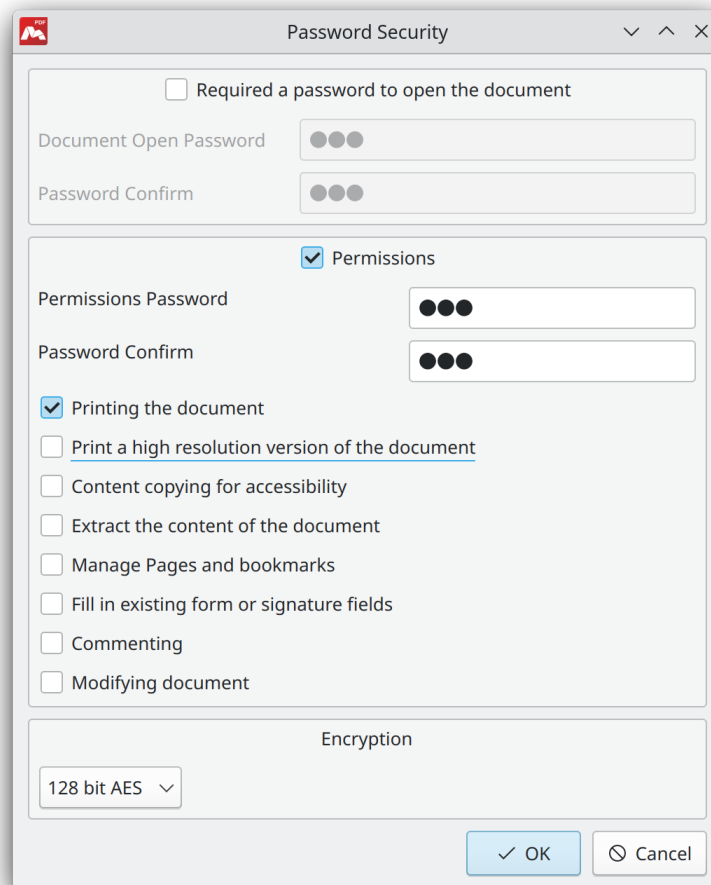 PDF
Password Security
Required a password to open the document
Document Open Password
Password Confirm
Permissions
Permissions Password
Password Confirm
Printing the document
Print a high resolution version of the document
Content copying for accessibility
Extract the content of the document
Manage Pages and bookmarks
Fill in existing form or signature fields
Commenting
Modifying document
Encryption
128 bit AES
OK
Cancel